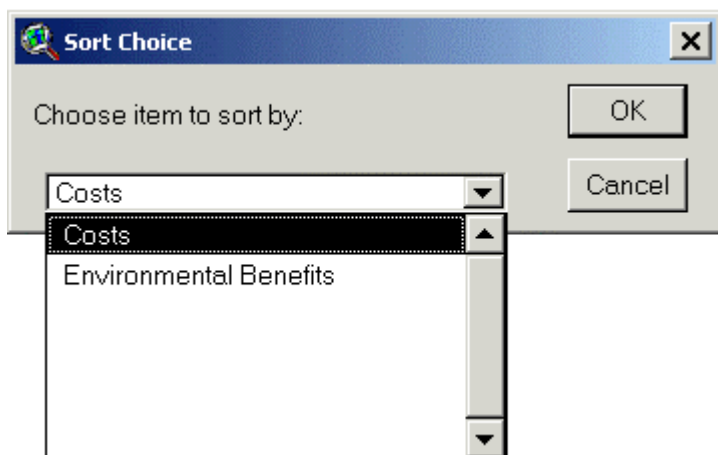 Sort Choice
Choose item to sort by:
OK
Cancel
Costs
Costs
Environmental Benefits